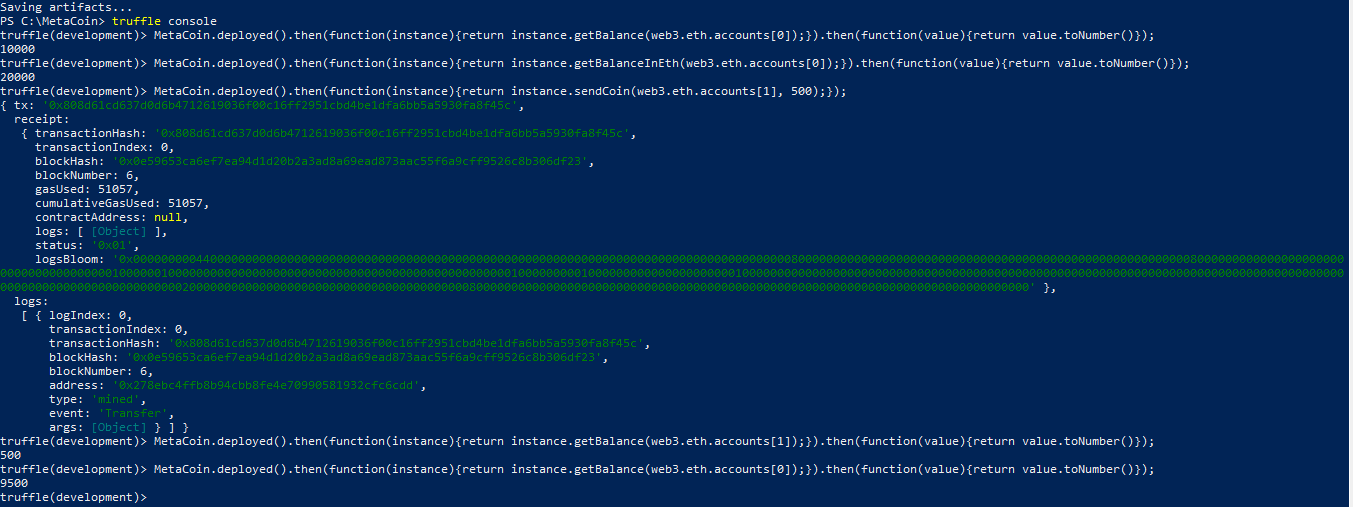 Saving artifacts...
PS C:\MetaCoin> truffle console
truffle(development)> MetaCoin.deployed().then(function(instance){return instance.getBalance(web3.eth.accounts[0]);}).then(function(value){return value.toNumber()});
10000
truffle(development)> MetaCoin.deployed().then(function(instance){return instance.getBalanceInEth(web3.eth.accounts[0]);}).then(function(value){return value.toNumber()});
20000
truffle(development)> MetaCoin.deployed().then(function(instance){return instance.sendCoin(web3.eth.accounts[1], 500);});
{ tx: '0x808d61cd637d0d6b4712619036f00c16ff2951cbd4be1dfa6bb5a5930fa8f45c',
receipt:
{ transactionHash: '0x808d61cd637d0d6b4712619036f00c16ff2951cbd4be1dfa6bb5a5930fa8f45c',
transactionIndex: 0,
blockHash: '0x0e59653ca6ef7ea94d1d20b2a3ad8a69ead873aac55f6a9cff9526c8b306df23',
blockNumber: 6,
gasUsed: 51057,
cumulativeGasUsed: 51057,
contractAddress: null,
logs: [ [Object] ],
status: '0x01',
logsBloom:
},
logs:
[ { logIndex: 0,
transactionIndex: 0,
transactionHash: '0x808d61cd637d0d6b4712619036f00c16ff2951cbd4be1dfa6bb5a5930fa8f45c',
blockHash: '0x0e59653ca6ef7ea94d1d20b2a3ad8a69ead873aac55f6a9cff9526c8b306df23',
blockNumber: 6,
address: '0x278ebc4ffb8b94cbb8fe4e70990581932cfc6cdd',
type: 'mined',
event: 'Transfer',
args: [Object] } ] }
truffle(development)> MetaCoin.deployed().then(function(instance){return instance.getBalance(web3.eth.accounts[1]);}).then(function(value){return value.toNumber()});
500
truffle(development)> MetaCoin.deployed().then(function(instance){return instance.getBalance(web3.eth.accounts[0]);}).then(function(value){return value.toNumber()});
9500
truffle(development)>